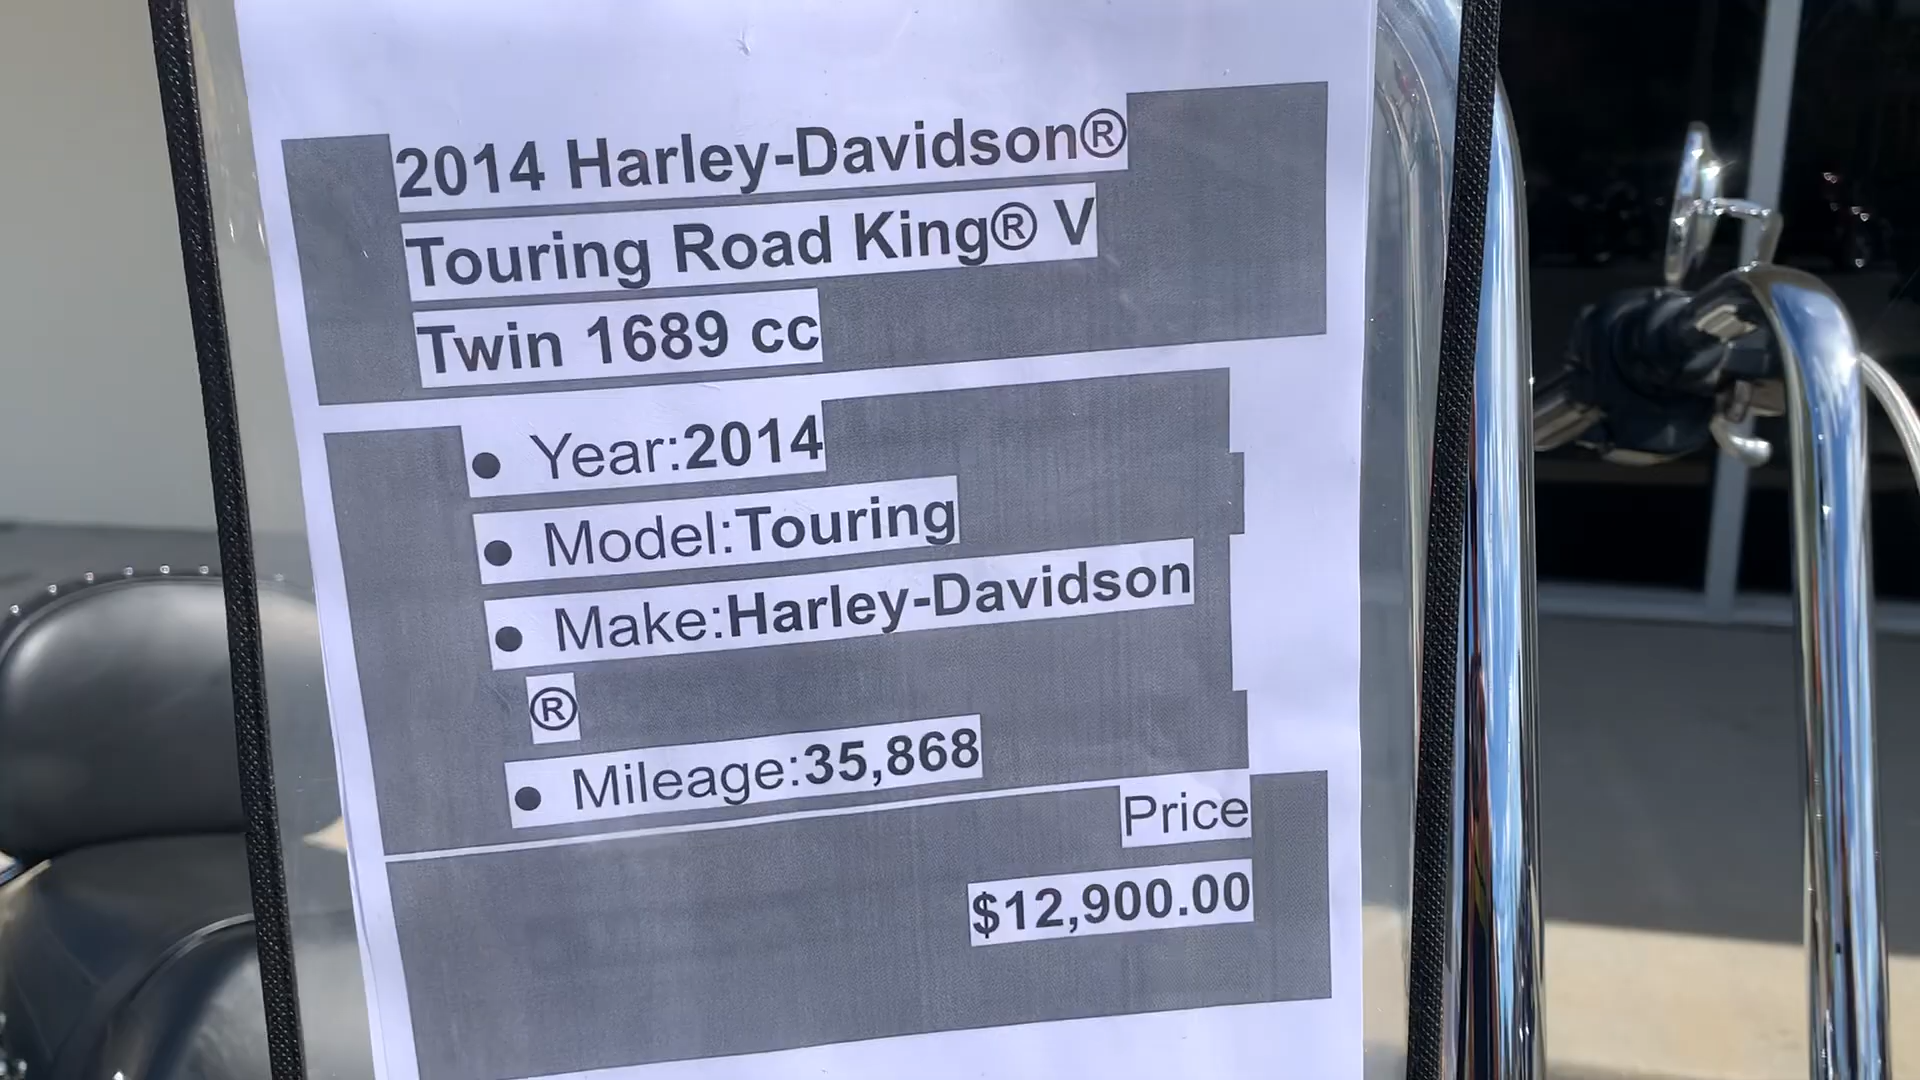 2014 Harley-Davidson®
Touring Road King® V
Twin 1689 cc
• Year:2014
• Model:Touring
• Make:Harley-Davidson
®
• Mileage:35,868
Price
$12,900.00